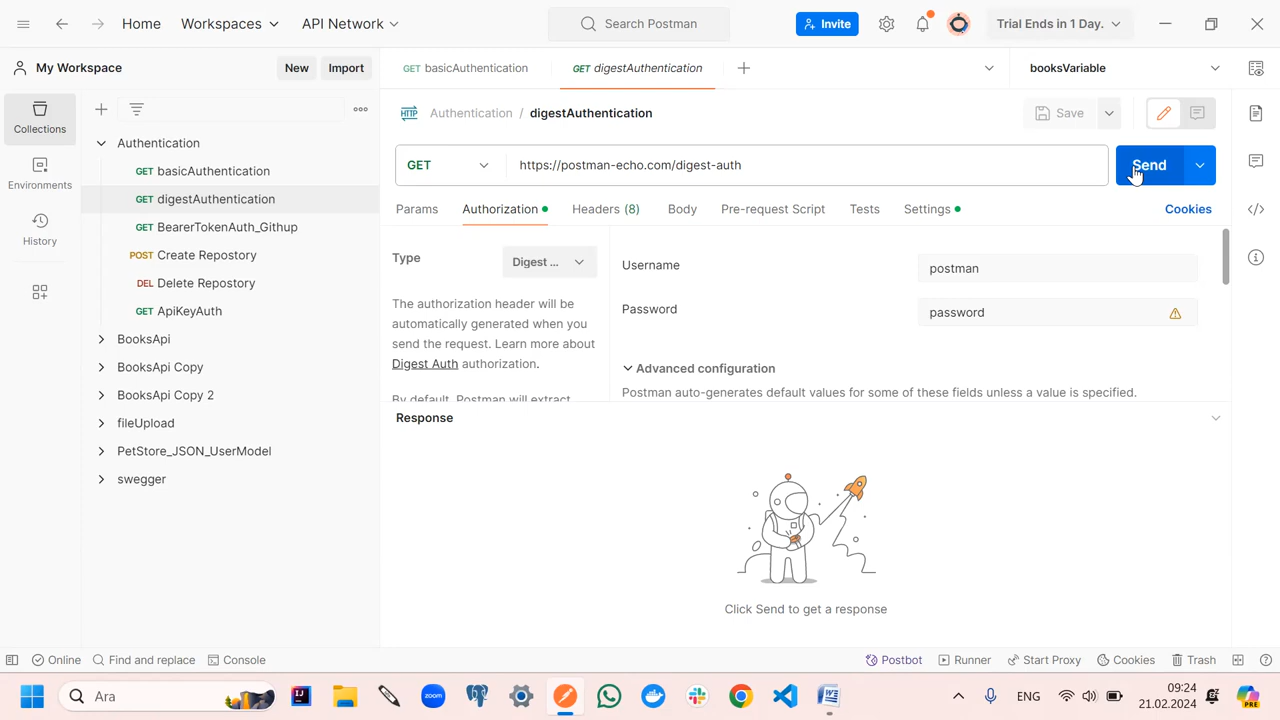 Home
Workspaces
API Network
Search Postman
Invite
Trial Ends in 1 Day.
My Workspace
New
Import
GET basicAuthentication
GET digestAuthentication
booksVariable
Collections
Environments
History
Authentication
GET basicAuthentication
GET digestAuthentication
GET BearerTokenAuth_Githup
POST Create Repostory
DEL Delete Repostory
GET ApiKeyAuth
BooksApi
BooksApi Copy
BooksApi Copy 2
fileUpload
PetStore_JSON_UserModel
swegger
HTTP Authentication / digestAuthentication
Save
GET https://postman-echo.com/digest-auth
Send
Params Authorization Headers (8) Body Pre-request Script Tests Settings Cookies
Type Digest ...
The authorization header will be
automatically generated when you
send the request. Learn more about
Digest Auth authorization.
By default, Postman will extract
Username postman
Password password
Advanced configuration
Postman auto-generates default values for some of these fields unless a value is specified.
Response
Click Send to get a response
Online Find and replace Console Postbot Runner Start Proxy Cookies Trash
Ara
zoom
ENG
09:24
21.02.2024
PRE